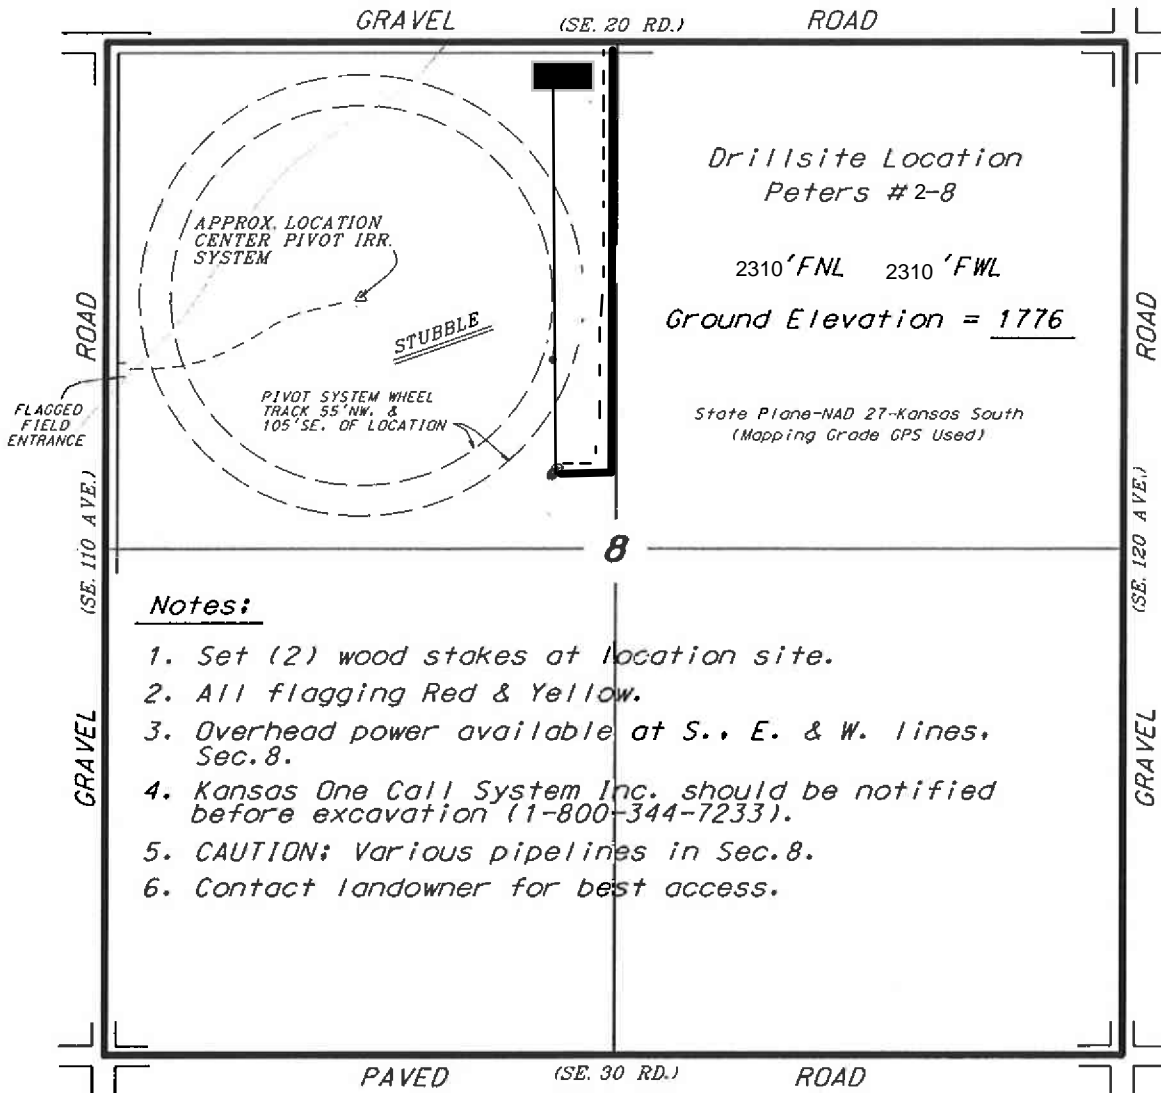 GRAVEL (SE. 20 RD.) ROAD
Drillsite Location
Peters # 2-8
2310'FNL 2310'FWL
Ground Elevation = 1776
State Plane-NAD 27-Kansas South
(Mapping Grade GPS Used)
APPROX. LOCATION
CENTER PIVOT IRR.
SYSTEM
STUBBLE
PIVOT SYSTEM WHEEL
TRACK 55'NW. &
105'SE. OF LOCATION
FLAGGED
FIELD
ENTRANCE
ROAD
(SE. 110 AVE.)
GRAVEL
ROAD
(SE. 120 AVE.)
GRAVEL
8
Notes:
1. Set (2) wood stakes at location site.
2. All flagging Red & Yellow.
3. Overhead power available at S., E. & W. lines,
Sec.8.
4. Kansas One Call System Inc. should be notified
before excavation (1-800-344-7233).
5. CAUTION: Various pipelines in Sec.8.
6. Contact landowner for best access.
PAVED (SE. 30 RD.) ROAD